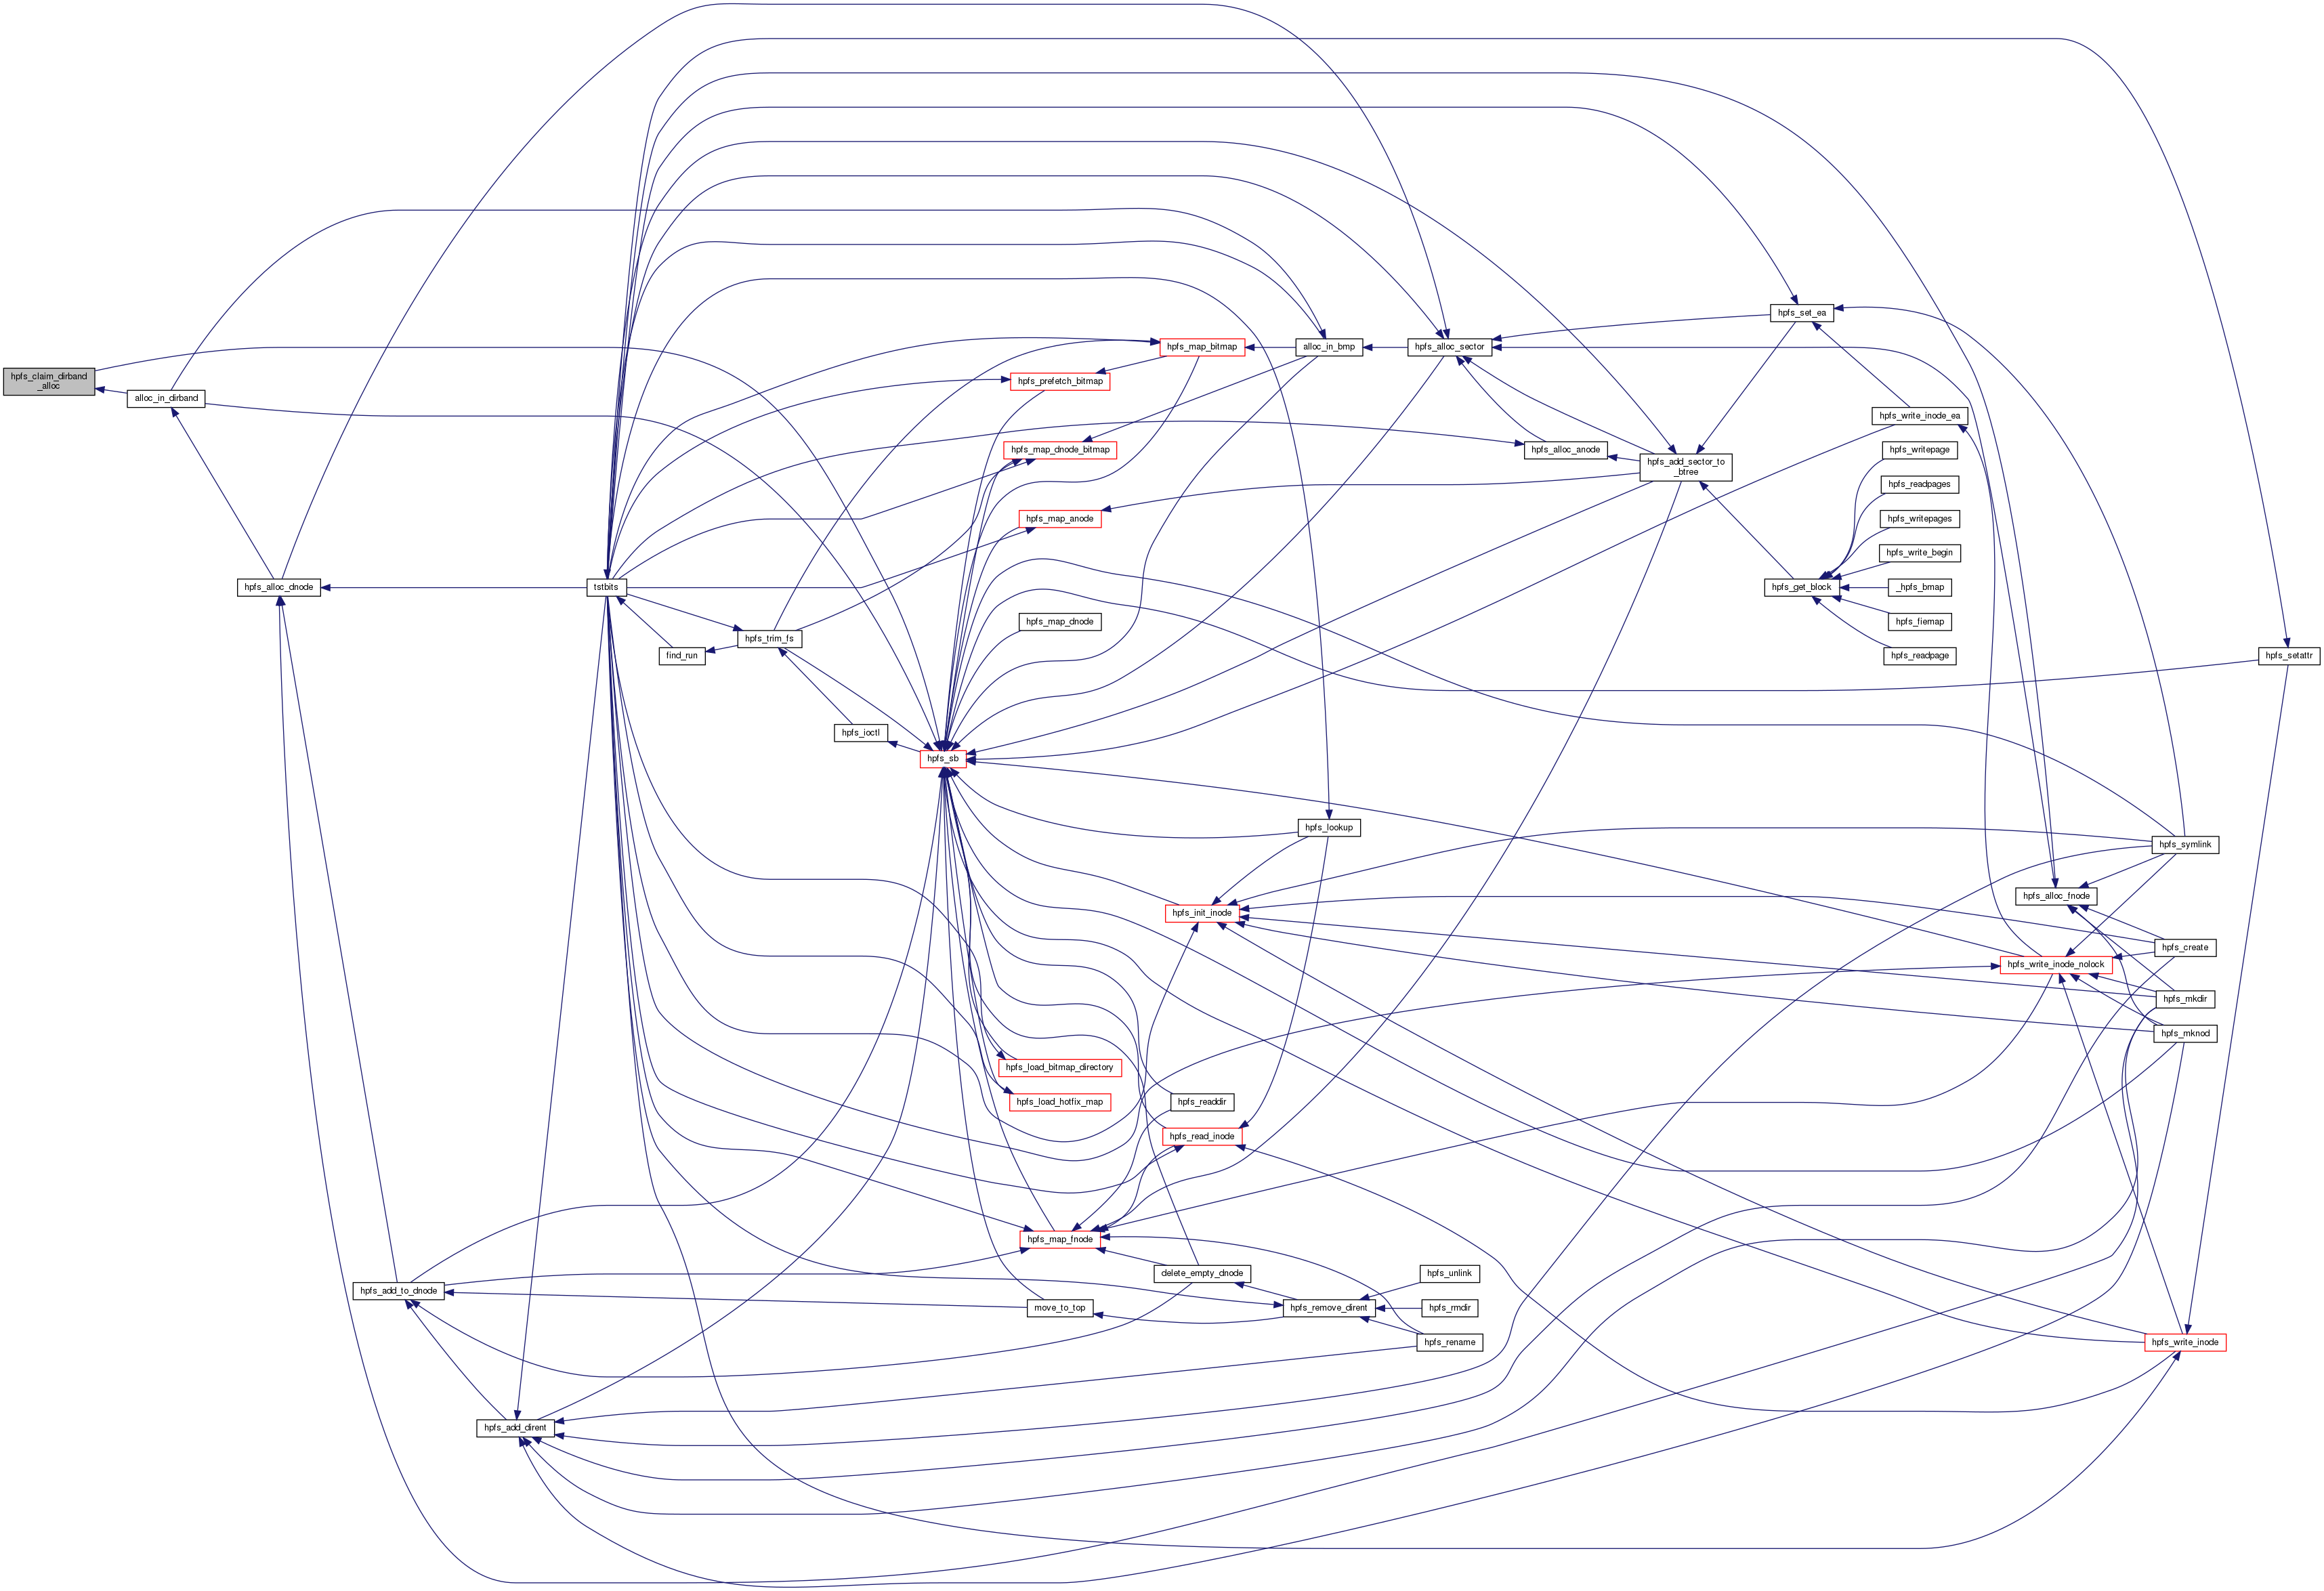 hpfs_claim_dirband
_alloc
alloc_in_dirband
hpfs_alloc_dnode
hpfs_add_to_dnode
hpfs_add_dirent
tstbits
find_run
hpfs_trim_fs
hpfs_ioctl
hpfs_sb
hpfs_map_bitmap
hpfs_prefetch_bitmap
hpfs_map_dnode_bitmap
hpfs_map_anode
hpfs_map_dnode
hpfs_load_bitmap_directory
hpfs_load_hotfix_map
hpfs_map_fnode
move_to_top
hpfs_init_inode
hpfs_readdir
hpfs_read_inode
delete_empty_dnode
alloc_in_bmp
hpfs_lookup
hpfs_remove_dirent
hpfs_alloc_sector
hpfs_unlink
hpfs_rmdir
hpfs_rename
hpfs_alloc_anode
hpfs_add_sector_to
_btree
hpfs_set_ea
hpfs_get_block
hpfs_write_inode_ea
hpfs_writepage
hpfs_readpages
hpfs_writepages
hpfs_write_begin
_hpfs_bmap
hpfs_fiemap
hpfs_readpage
hpfs_alloc_fnode
hpfs_write_inode_nolock
hpfs_symlink
hpfs_create
hpfs_mkdir
hpfs_mknod
hpfs_write_inode
hpfs_setattr